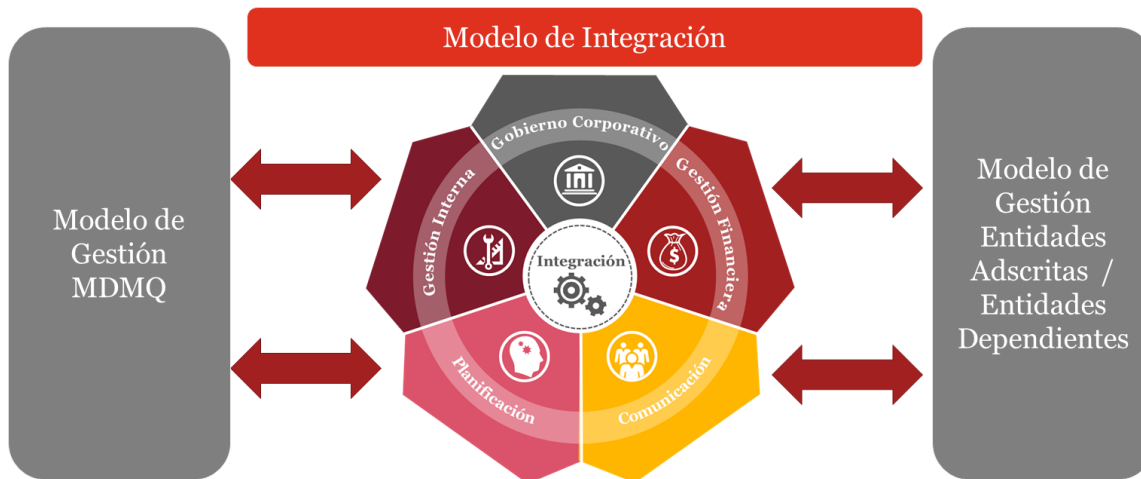 Modelo de Integración
Modelo de
Gestión
MDMQ
Gobierno Corporativo
Gestión Interna
Gestión Financiera
Integración
$
Planificación
Comunicación
Modelo de
Gestión
Entidades
Adscritas /
Entidades
Dependientes